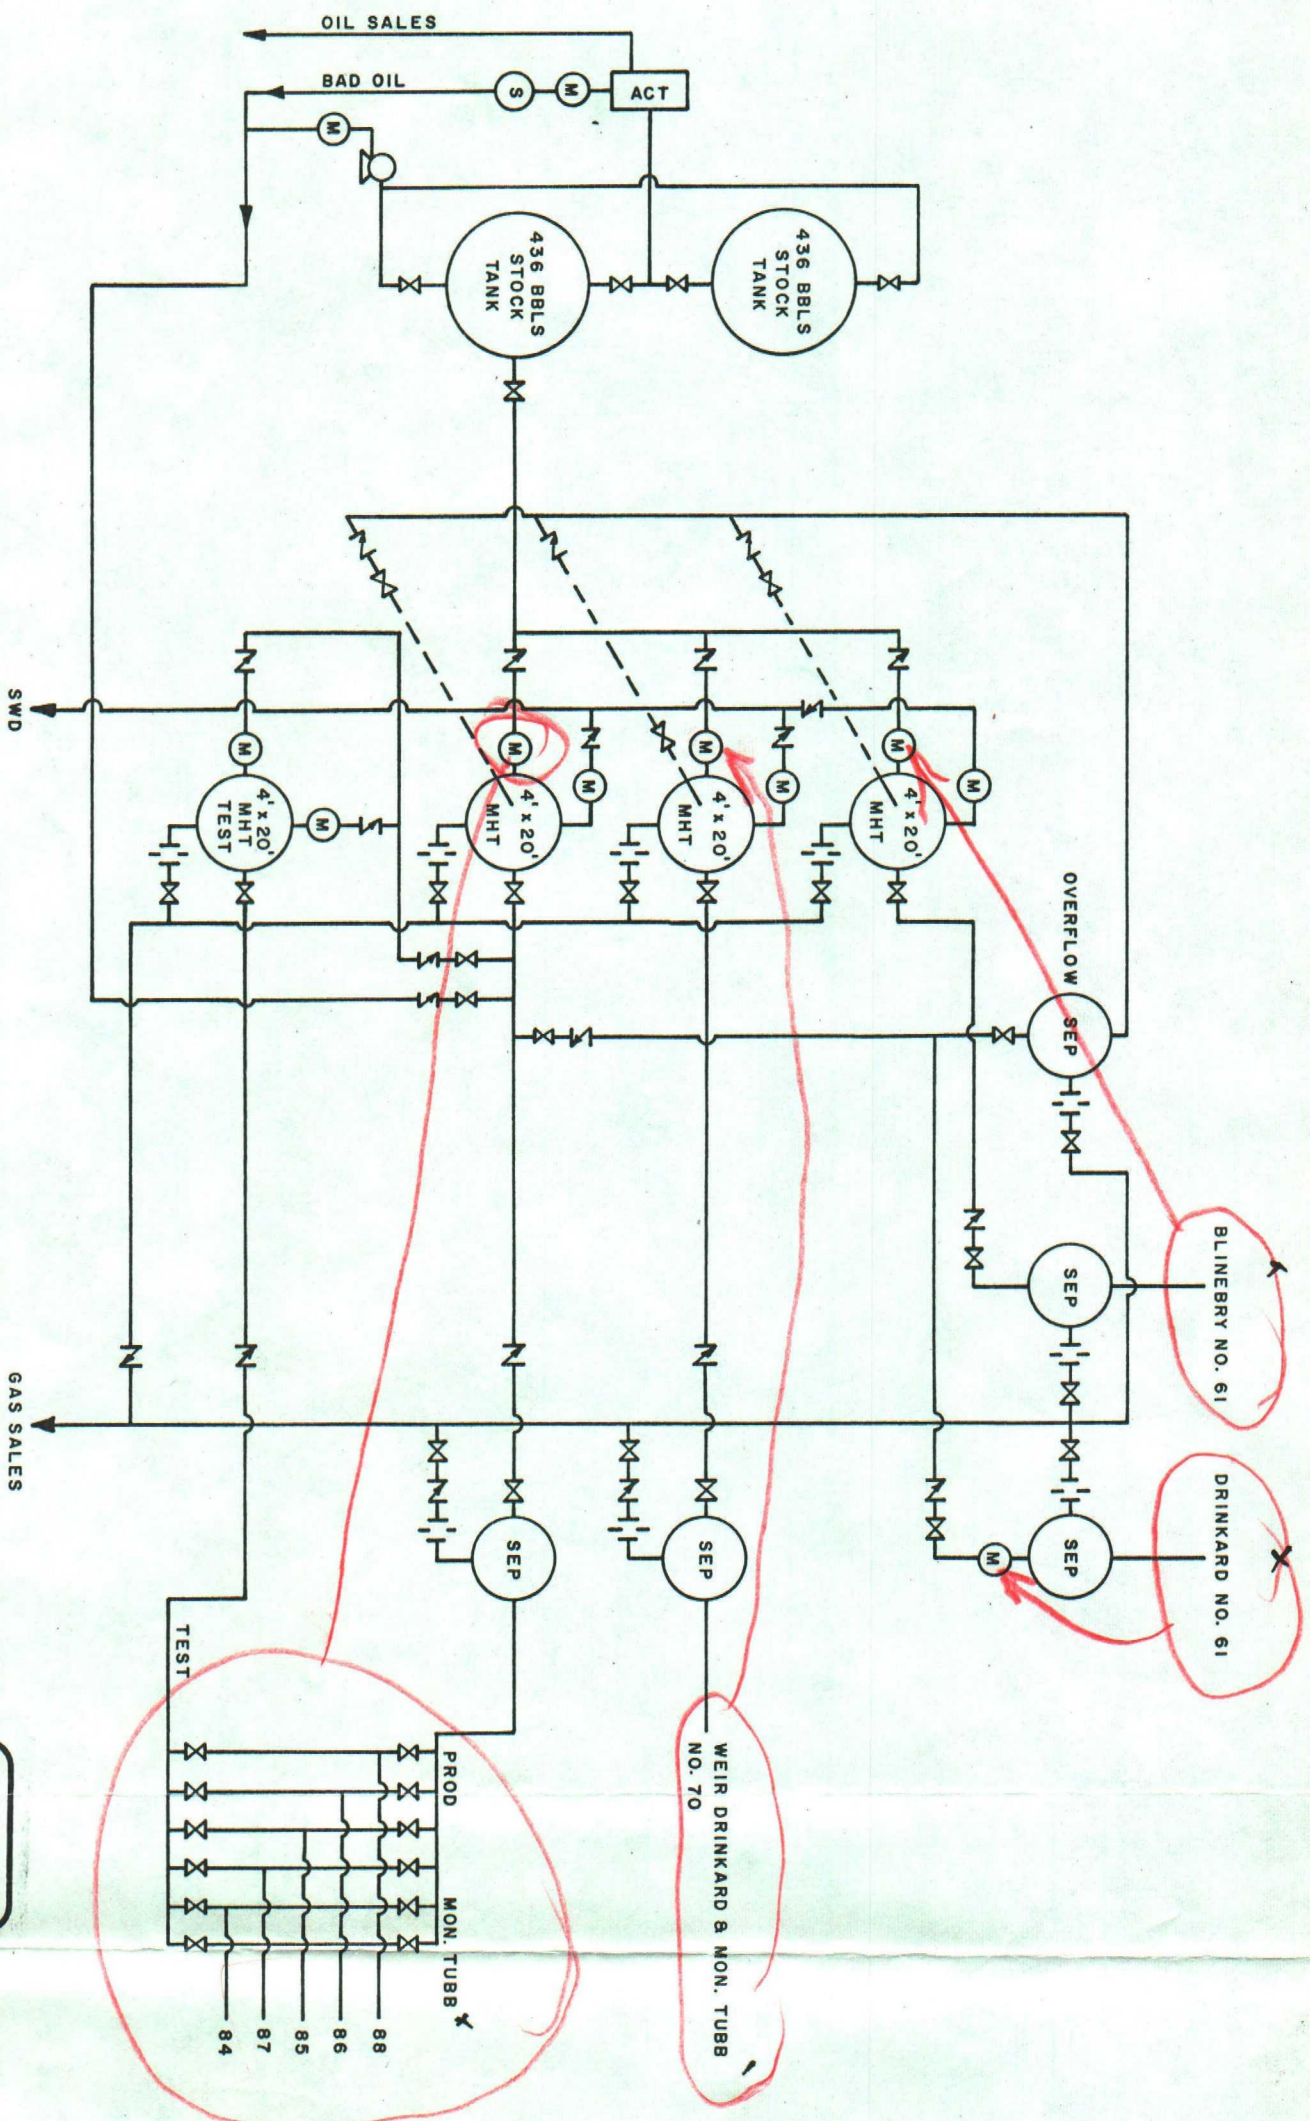 OIL SALES
BAD OIL
S
M
ACT
M
436 BBLS
STOCK
TANK
436 BBLS
STOCK
TANK
SWD
M
4' x 20'
MHT
TEST
M
M
4' x 20'
MHT
M
M
4' x 20'
MHT
M
M
4' x 20'
MHT
M
OVERFLOW
SEP
SEP
BLINEBRY NO. 61
SEP
M
DRINKARD NO. 61
GAS SALES
SEP
SEP
WEIR DRINKARD & MON. TUBB
NO. 70
TEST
PROD
MON. TUBB
88
86
85
87
84